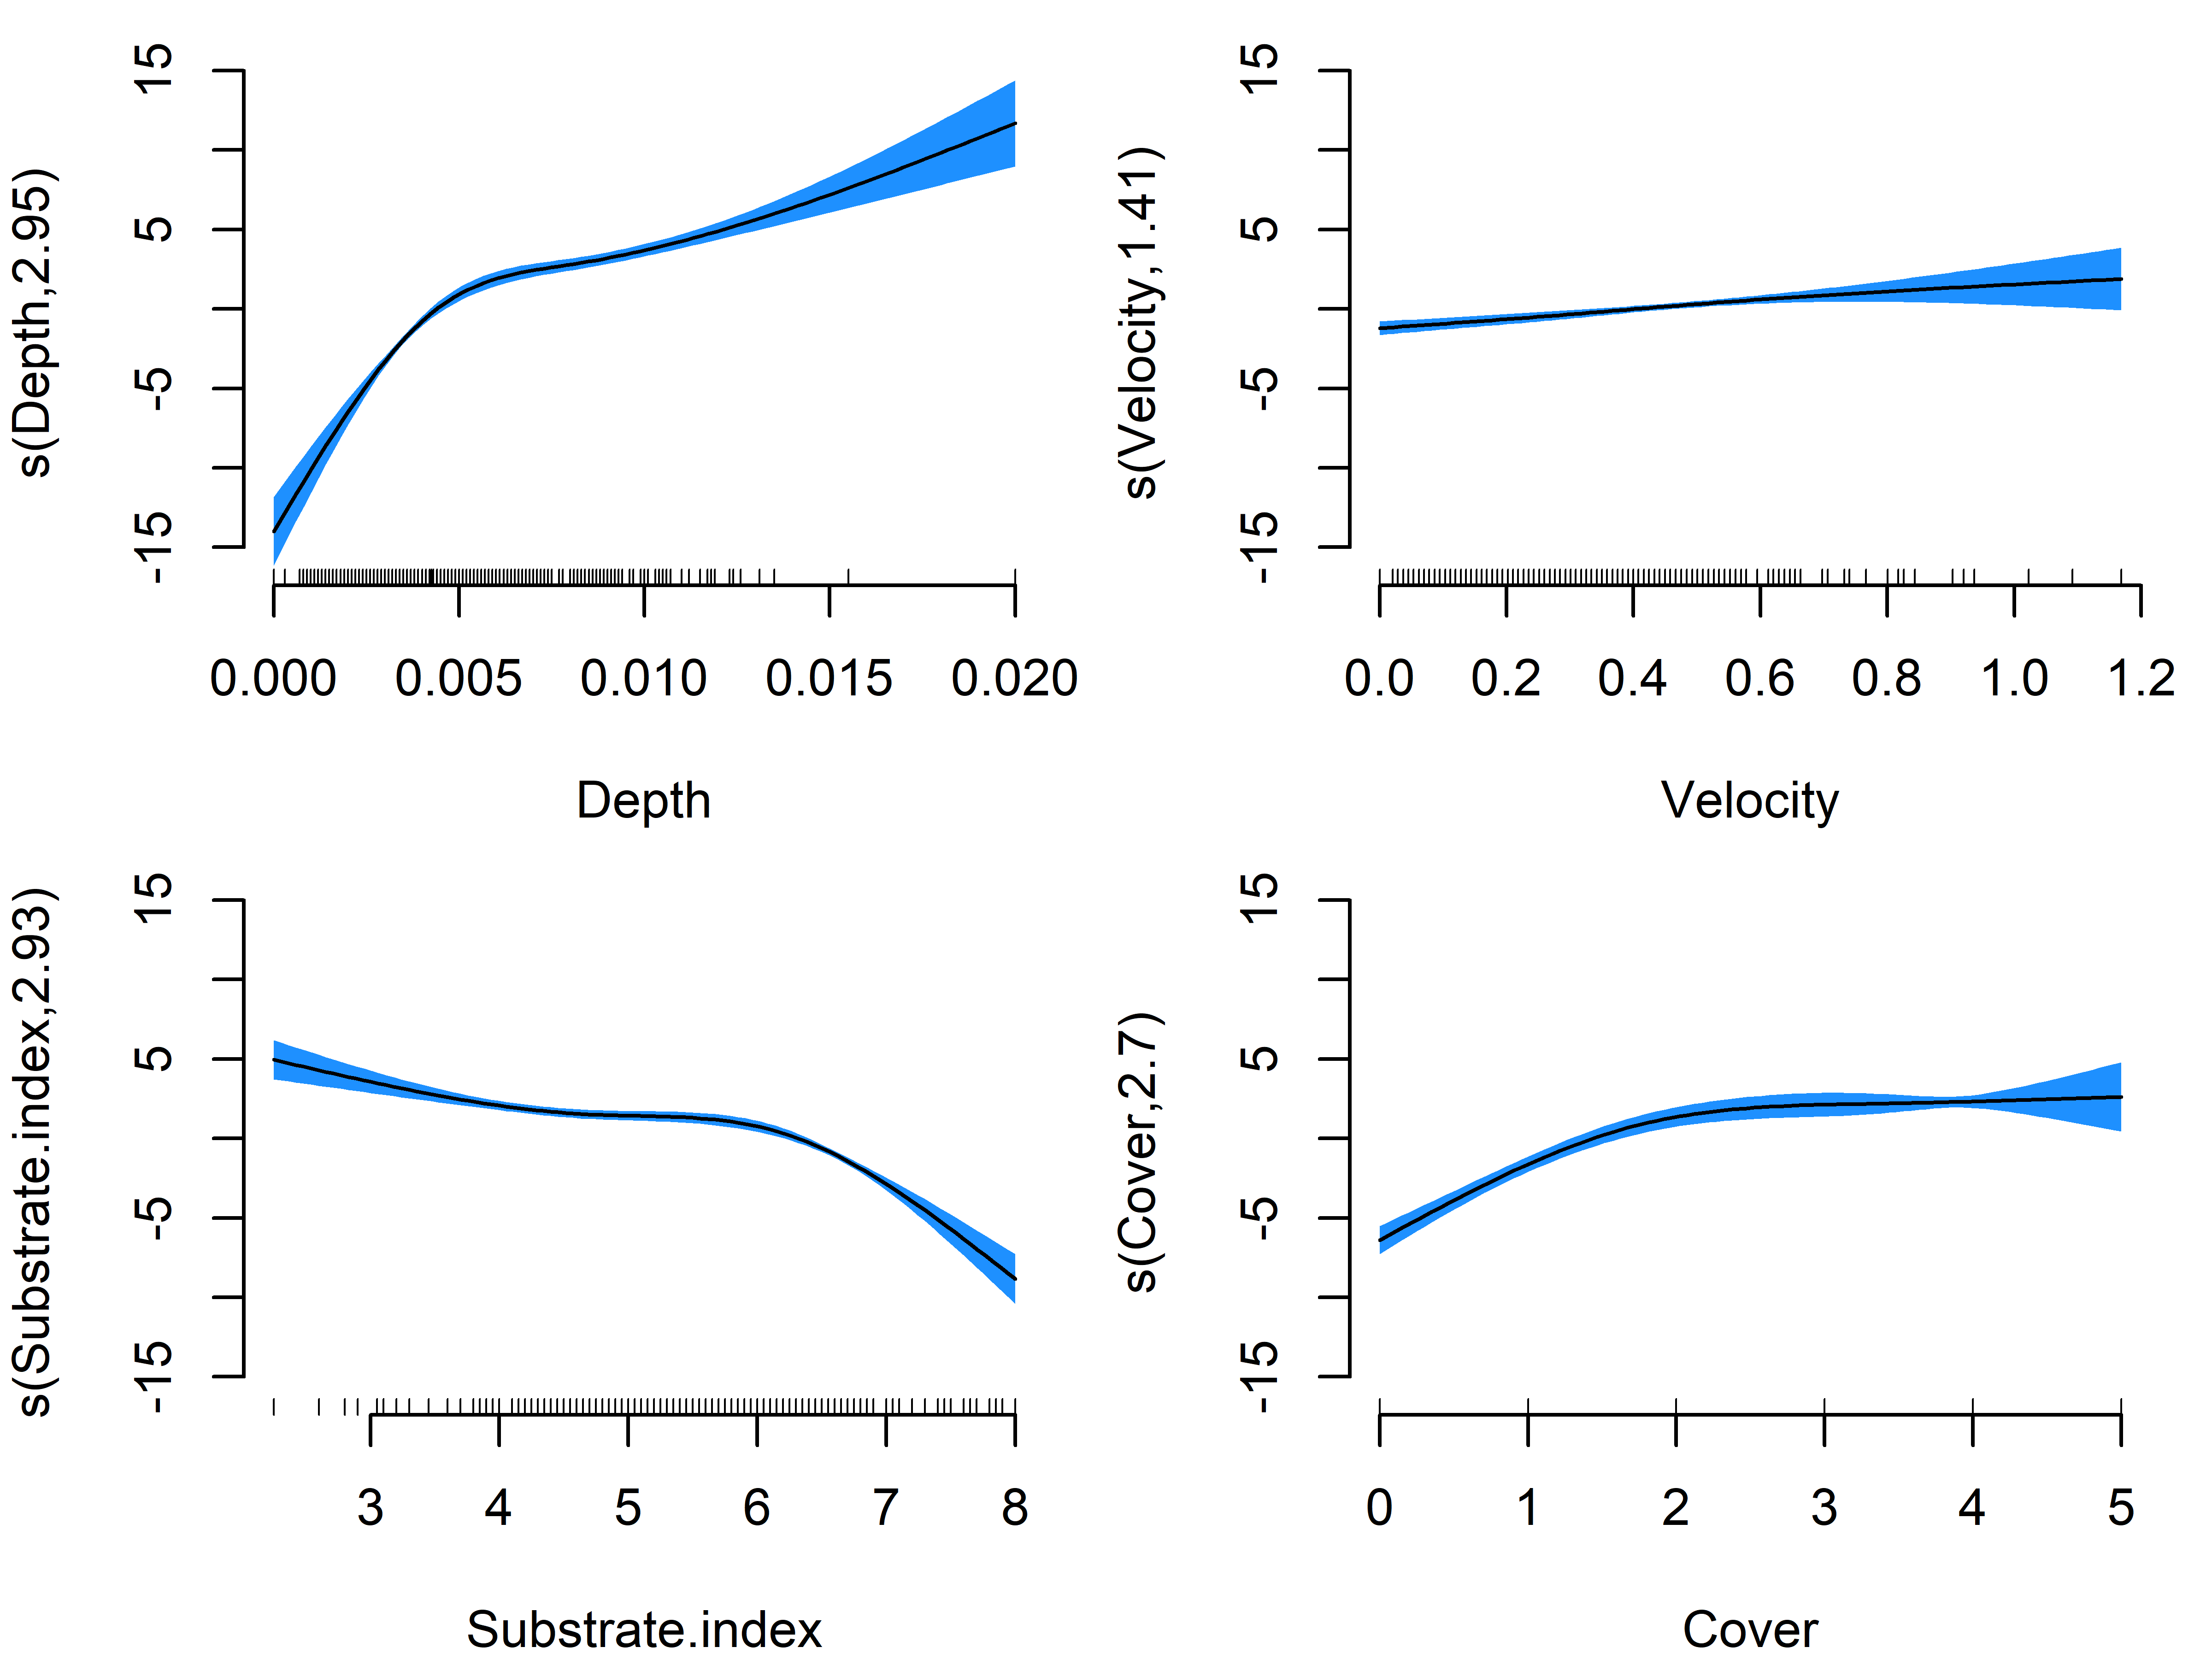 s(Depth,2.95)
15
5
-5
-15
0.000 0.005 0.010 0.015 0.020
Depth
s(Velocity,1.41)
15
5
-5
-15
0.0 0.2 0.4 0.6 0.8 1.0 1.2
Velocity
s(Substrate.index,2.93)
15
5
-5
-15
3 4 5 6 7 8
Substrate.index
s(Cover,2.7)
15
5
-5
-15
0 1 2 3 4 5
Cover